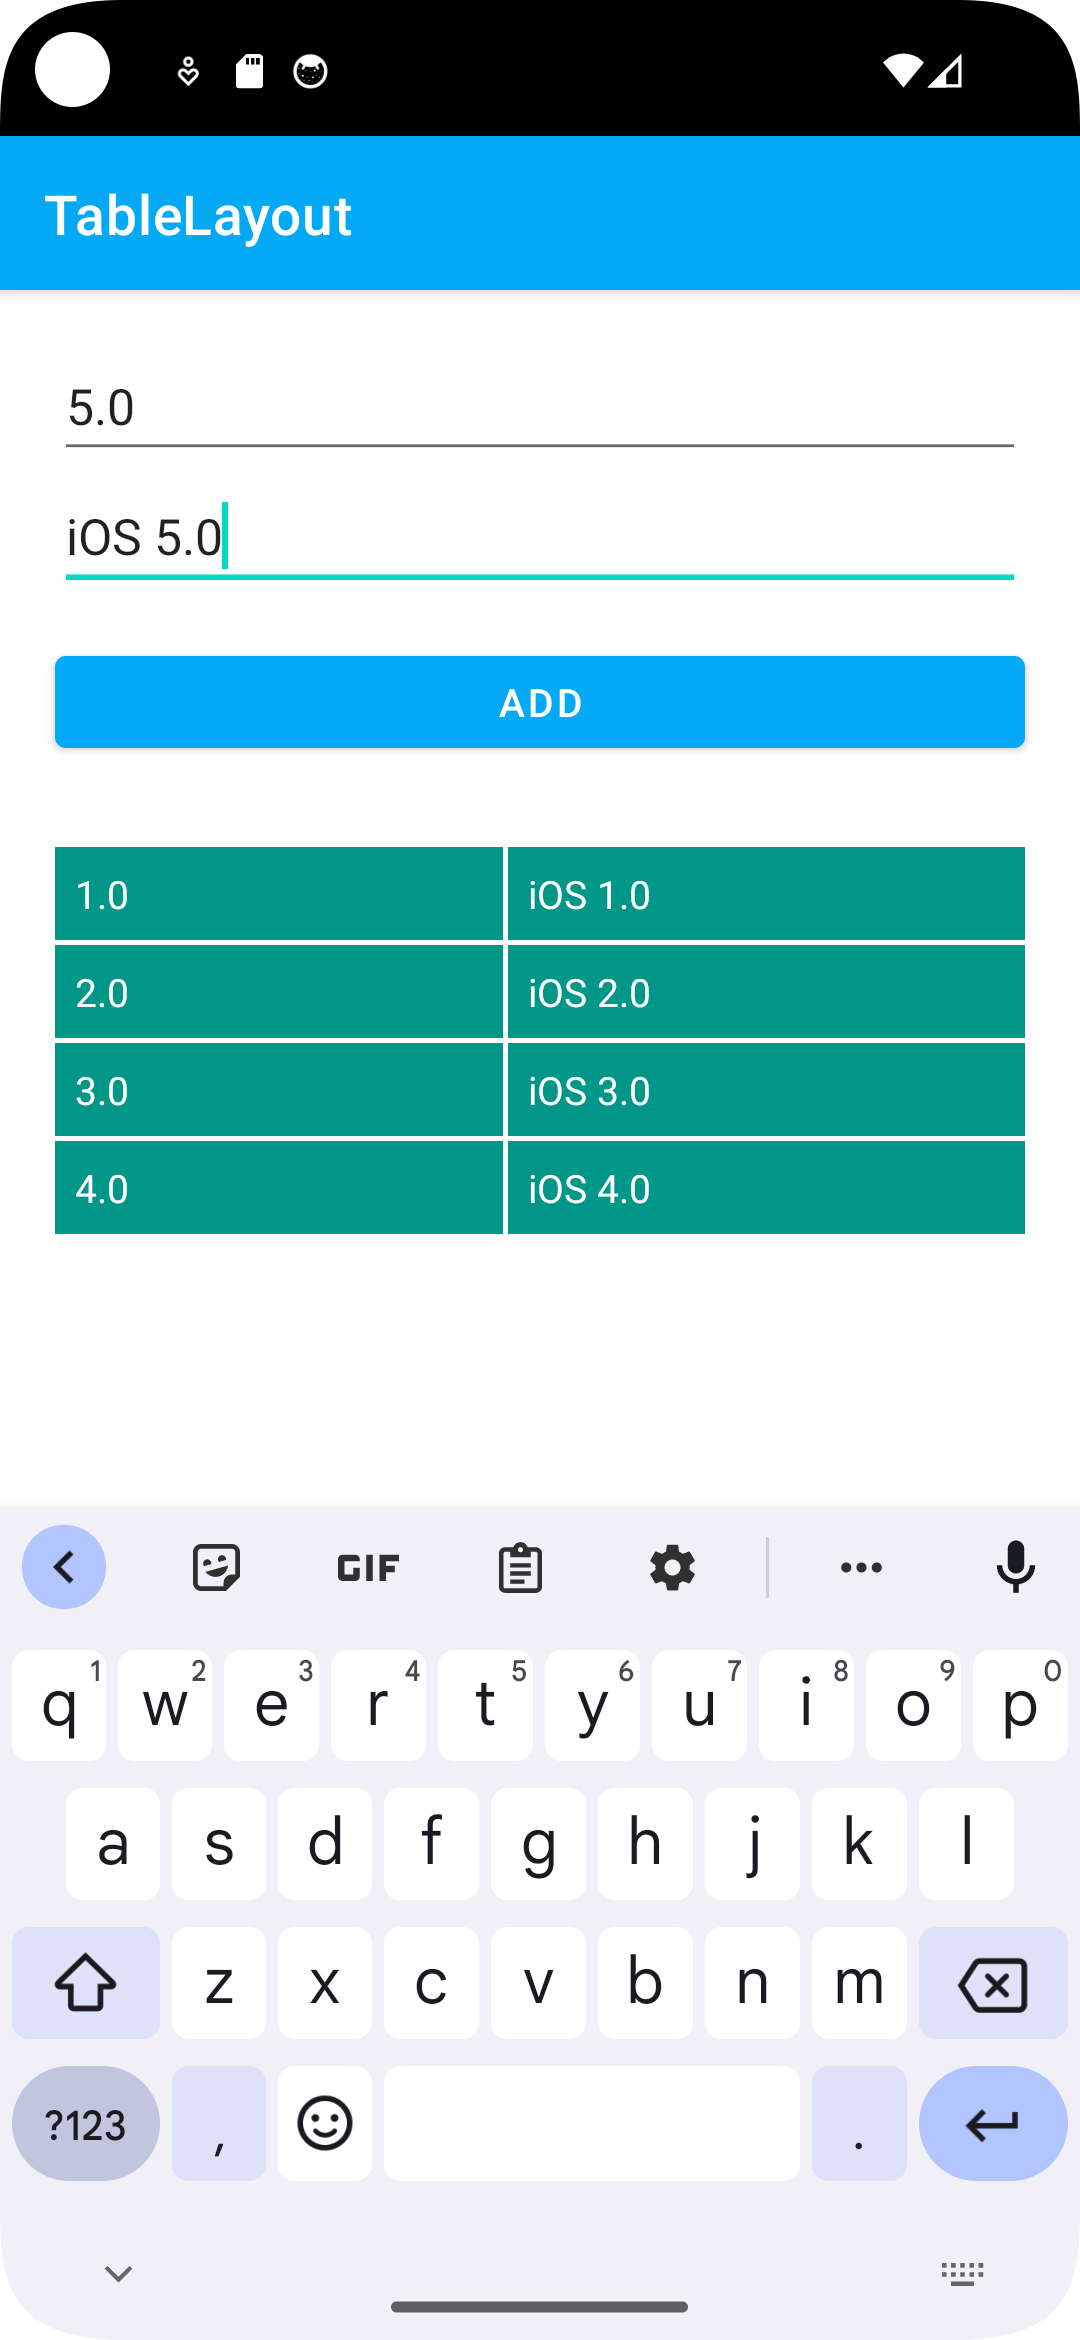 TableLayout
5.0
iOS 5.0
ADD
1.0 iOS 1.0
2.0 iOS 2.0
3.0 iOS 3.0
4.0 iOS 4.0
GIF
q 1 w 2 e 3 r 4 t 5 y 6 u 7 i 8 o 9 p 0
a s d f g h j k l
z x c v b n m
?123 , .